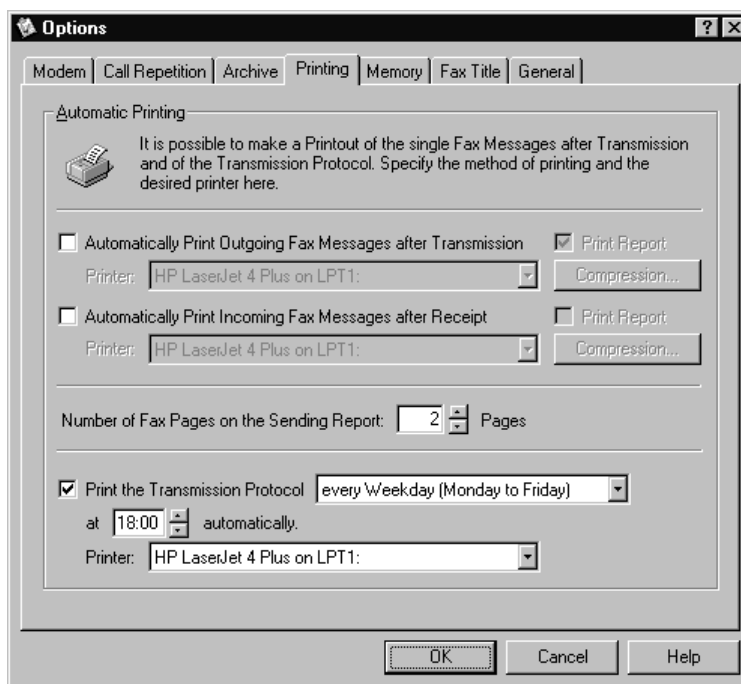 Options
Modem Call Repetition Archive Printing Memory Fax Title General
Automatic Printing
It is possible to make a Printout of the single Fax Messages after Transmission
and of the Transmission Protocol. Specify the method of printing and the
desired printer here.
Automatically Print Outgoing Fax Messages after Transmission Print Report
Printer: HP LaserJet 4 Plus on LPT1: Compression...
Automatically Print Incoming Fax Messages after Receipt Print Report
Printer: HP LaserJet 4 Plus on LPT1: Compression...
Number of Fax Pages on the Sending Report: 2 Pages
Print the Transmission Protocol every Weekday (Monday to Friday)
at 18:00 automatically.
Printer: HP LaserJet 4 Plus on LPT1:
OK Cancel Help